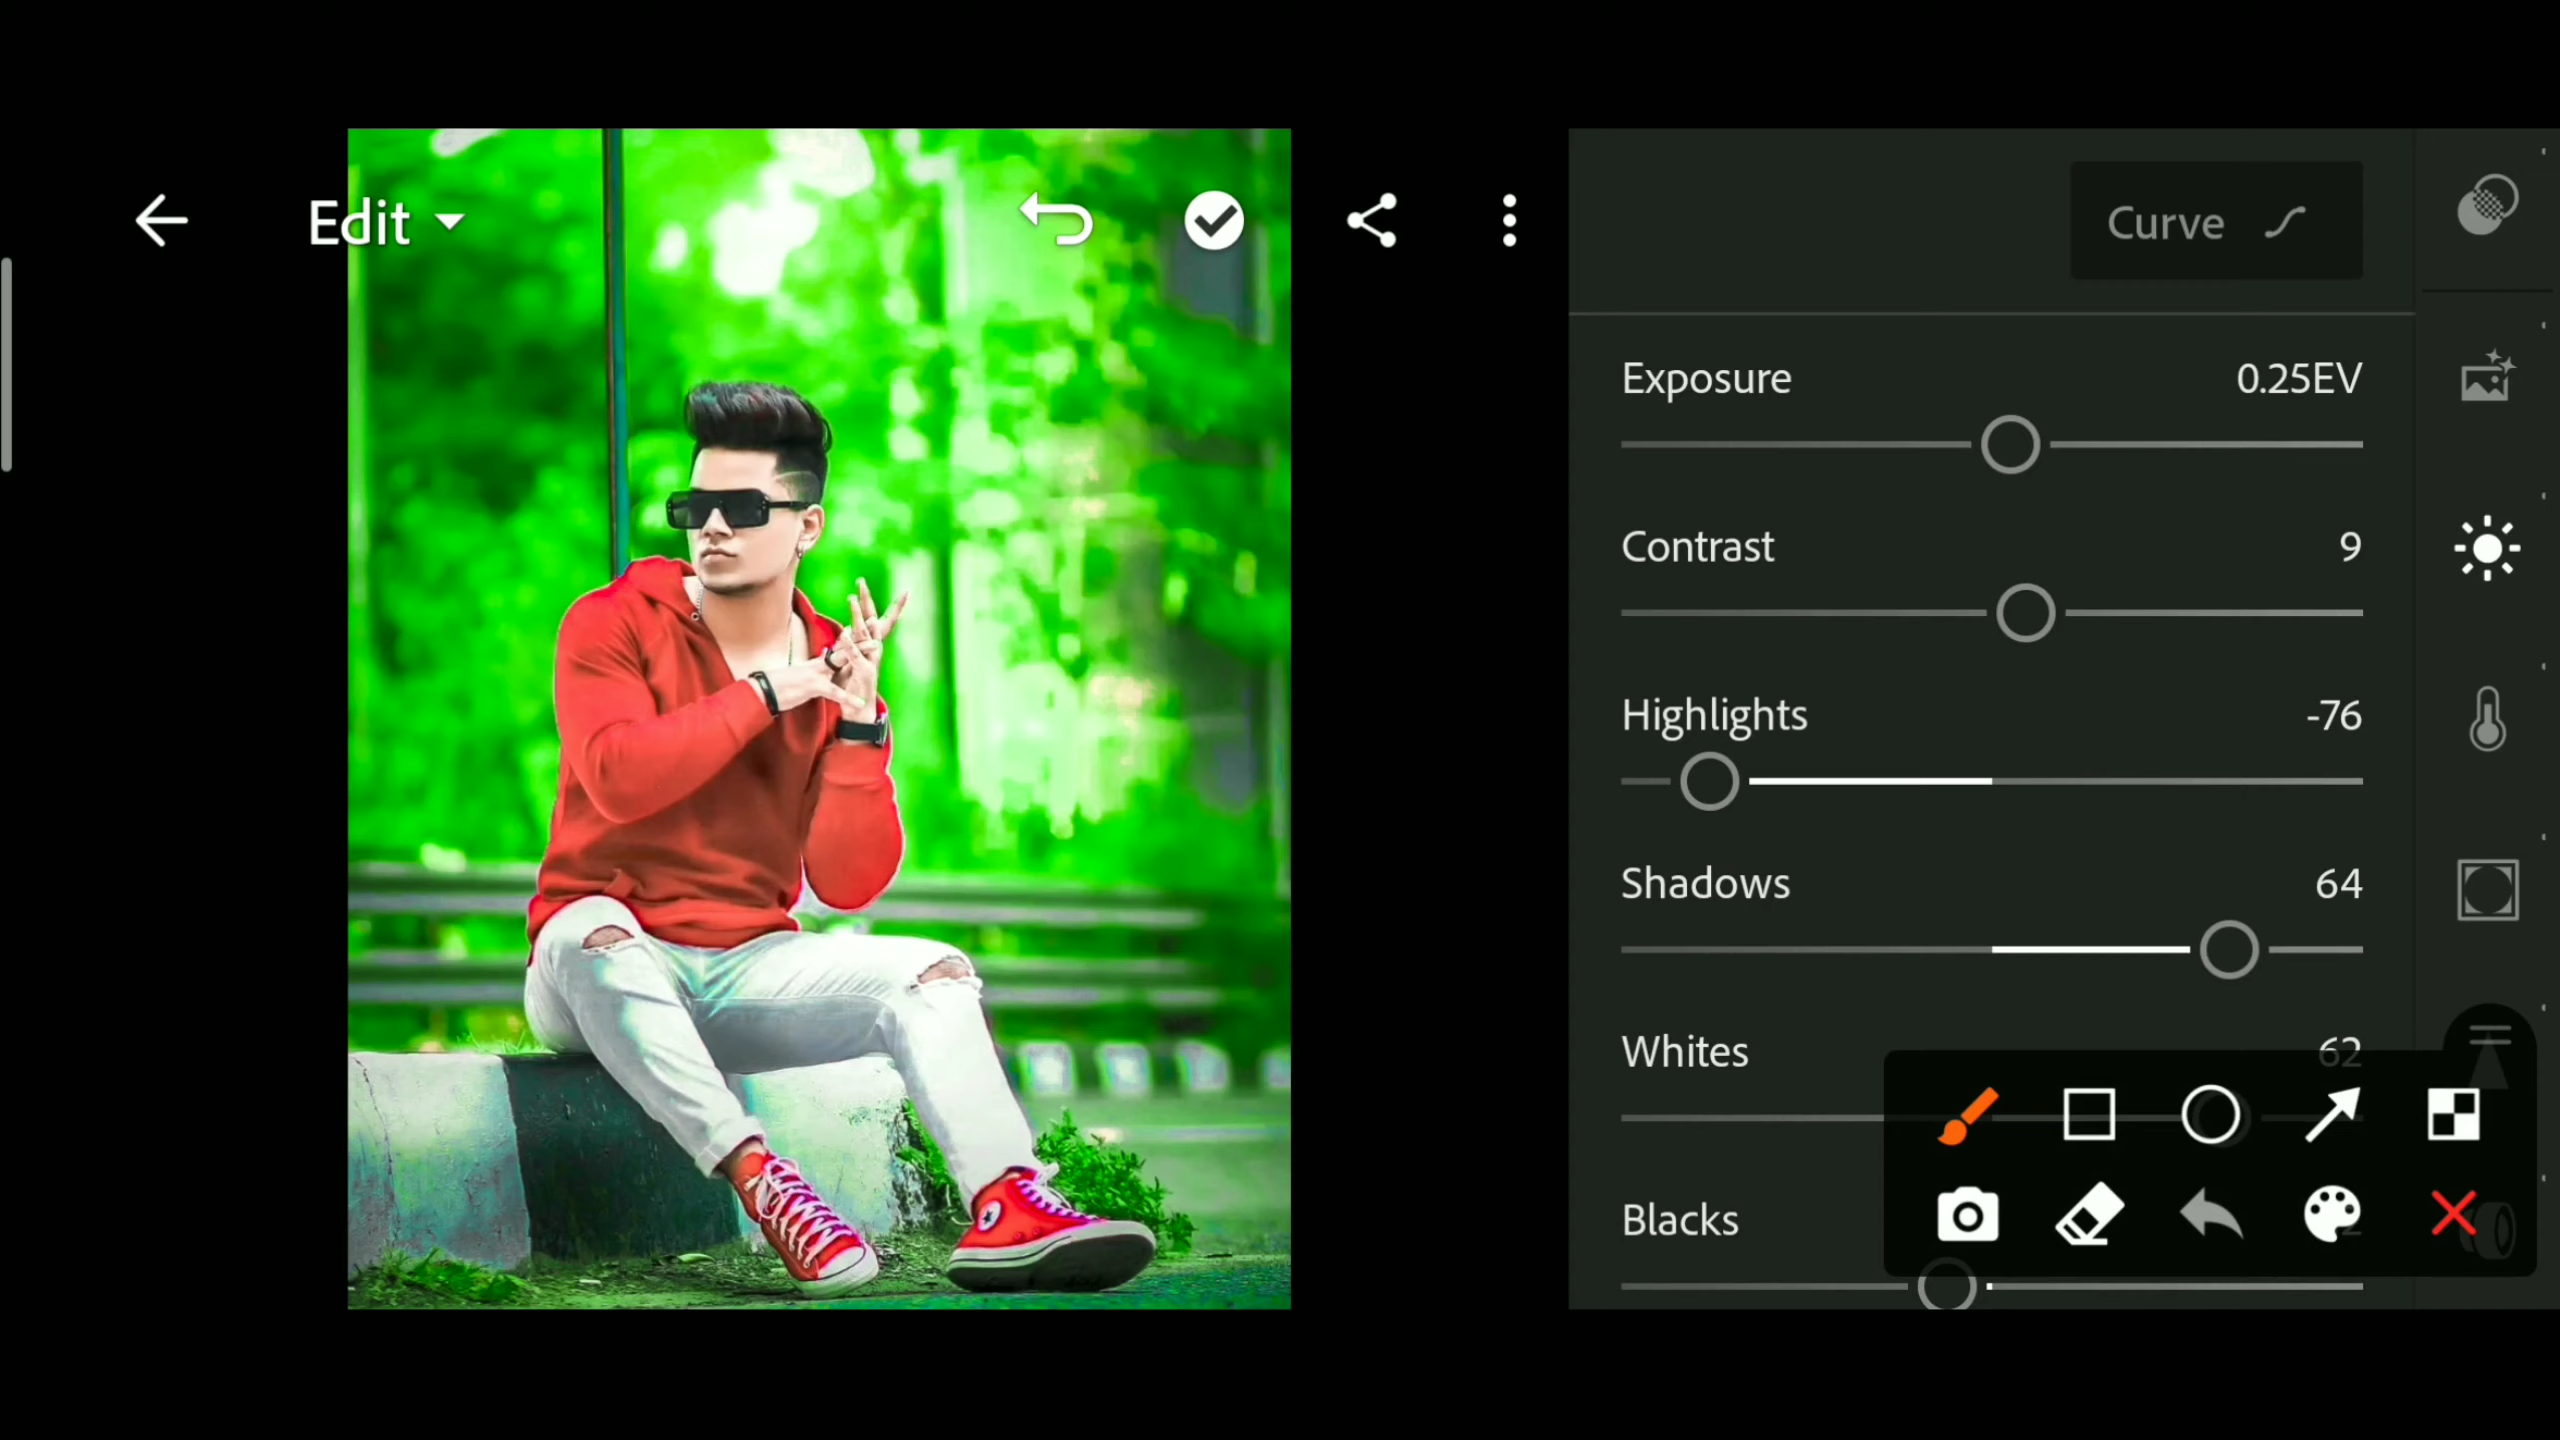 Edit
Curve
Exposure 0.25EV
Contrast 9
Highlights -76
Shadows 64
Whites 62
Blacks